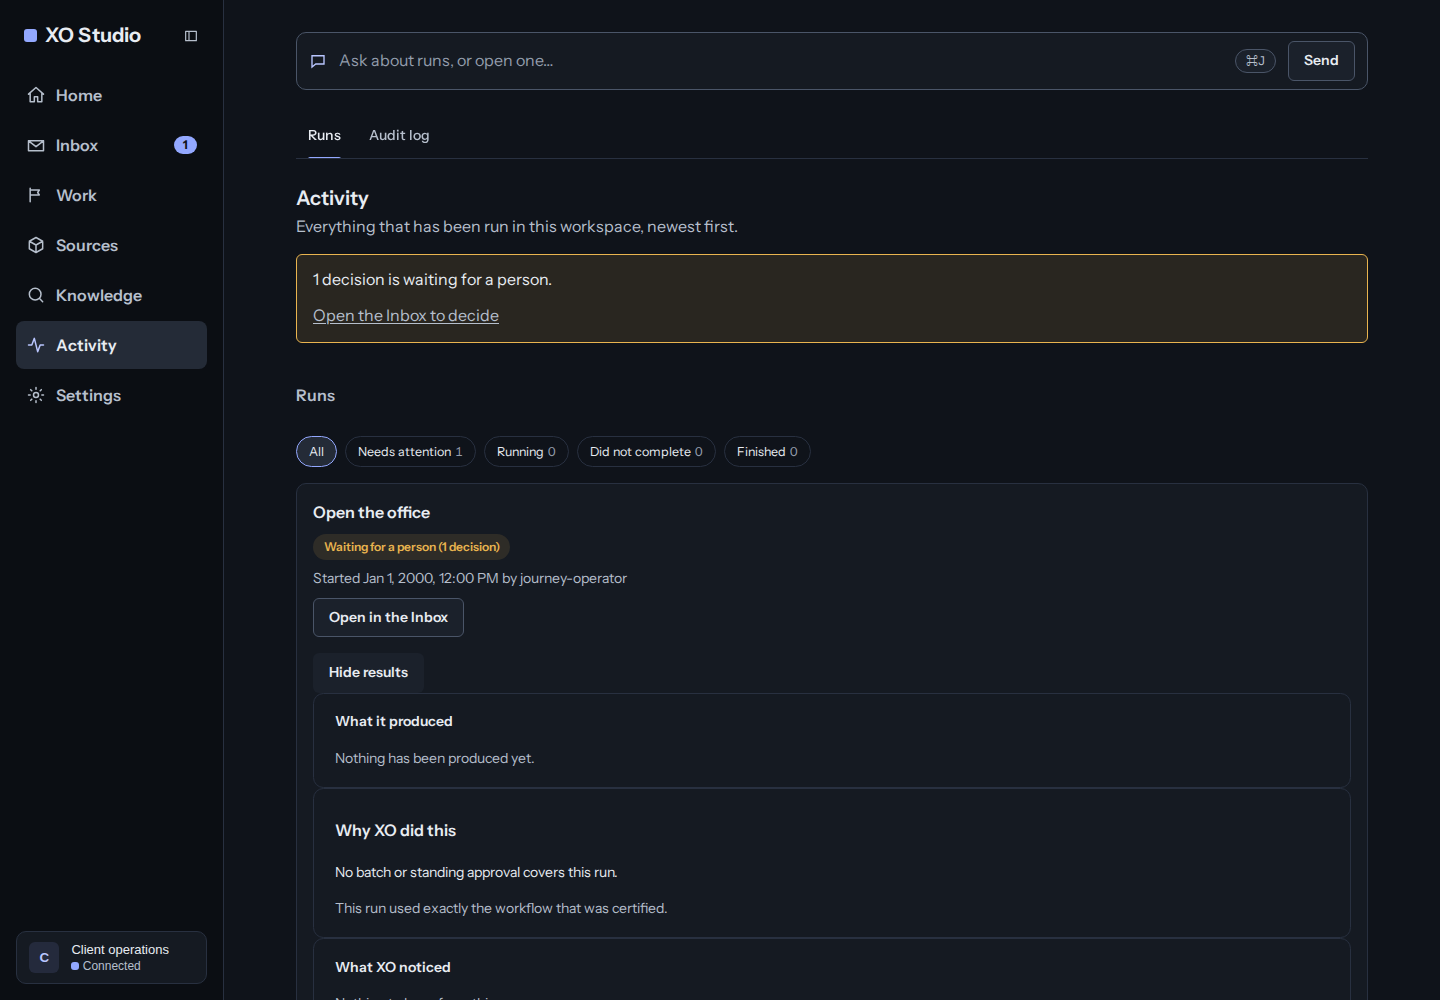 XO Studio
Home
Inbox 1
Work
Sources
Knowledge
Activity
Settings
Client operations
C
Connected
Ask about runs, or open one...
⌘J
Send
Runs
Audit log
Activity
Everything that has been run in this workspace, newest first.
1 decision is waiting for a person.
Open the Inbox to decide
Runs
All
Needs attention 1
Running 0
Did not complete 0
Finished 0
Open the office
Waiting for a person (1 decision)
Started Jan 1, 2000, 12:00 PM by journey-operator
Open in the Inbox
Hide results
What it produced
Nothing has been produced yet.
Why XO did this
No batch or standing approval covers this run.
This run used exactly the workflow that was certified.
What XO noticed